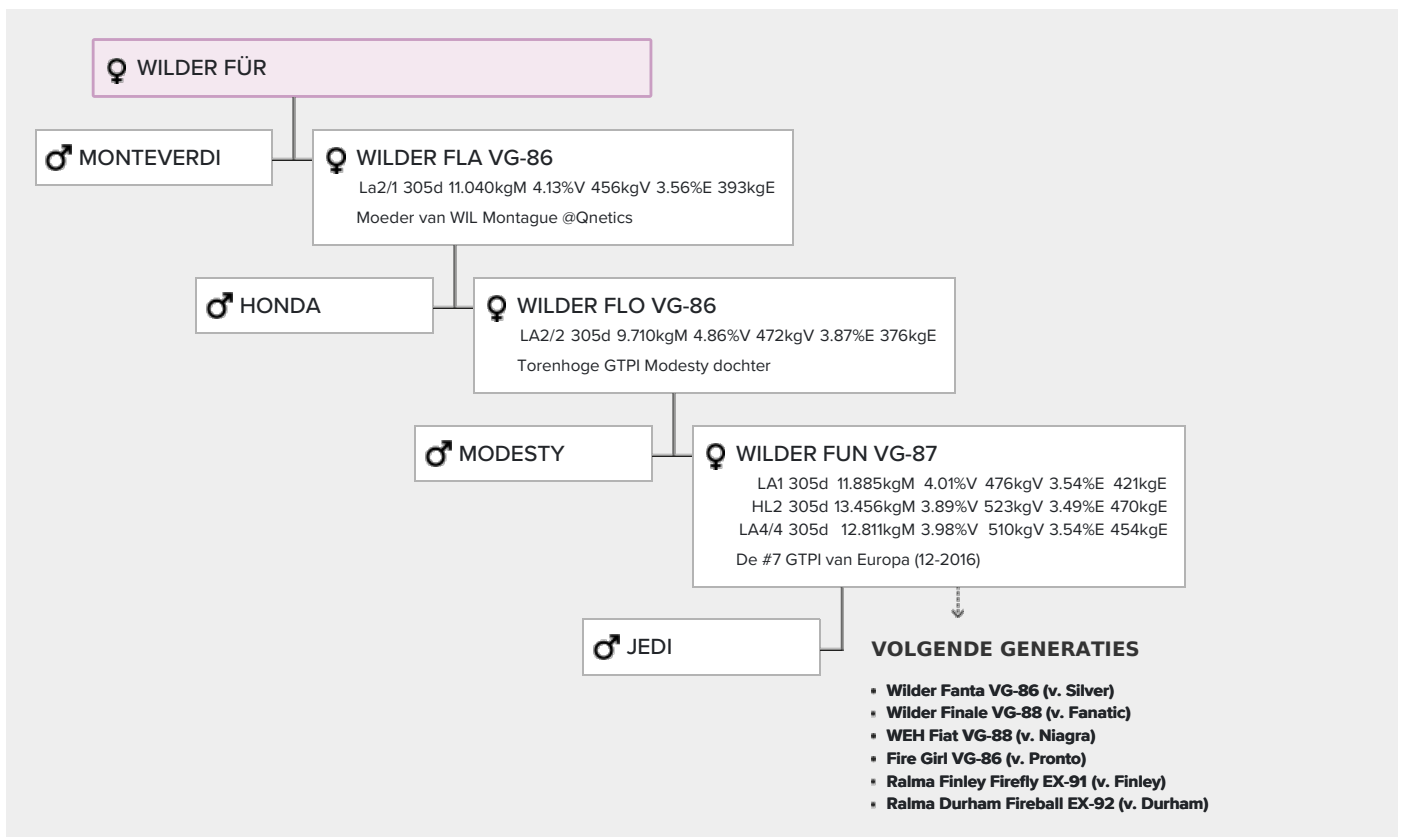 WILDER FÜR
MONTEVERDI
WILDER FLA VG-86
La2/1 305d 11.040kgM 4.13%V 456kgV 3.56%E 393kgE
Moeder van WIL Montague @Qnetics
HONDA
WILDER FLO VG-86
LA2/2 305d 9.710kgM 4.86%V 472kgV 3.87%E 376kgE
Torenhoge GTPI Modesty dochter
MODESTY
WILDER FUN VG-87
LA1 305d 11.885kgM 4.01%V 476kgV 3.54%E 421kgE
HL2 305d 13.456kgM 3.89%V 523kgV 3.49%E 470kgE
LA4/4 305d 12.811kgM 3.98%V 510kgV 3.54%E 454kgE
De #7 GTPI van Europa (12-2016)
JEDI
VOLGENDE GENERATIES
• Wilder Fanta VG-86 (v. Silver)
• Wilder Finale VG-88 (v. Fanatic)
• WEH Fiat VG-88 (v. Niagra)
• Fire Girl VG-86 (v. Pronto)
• Ralma Finley Firefly EX-91 (v. Finley)
• Ralma Durham Fireball EX-92 (v. Durham)